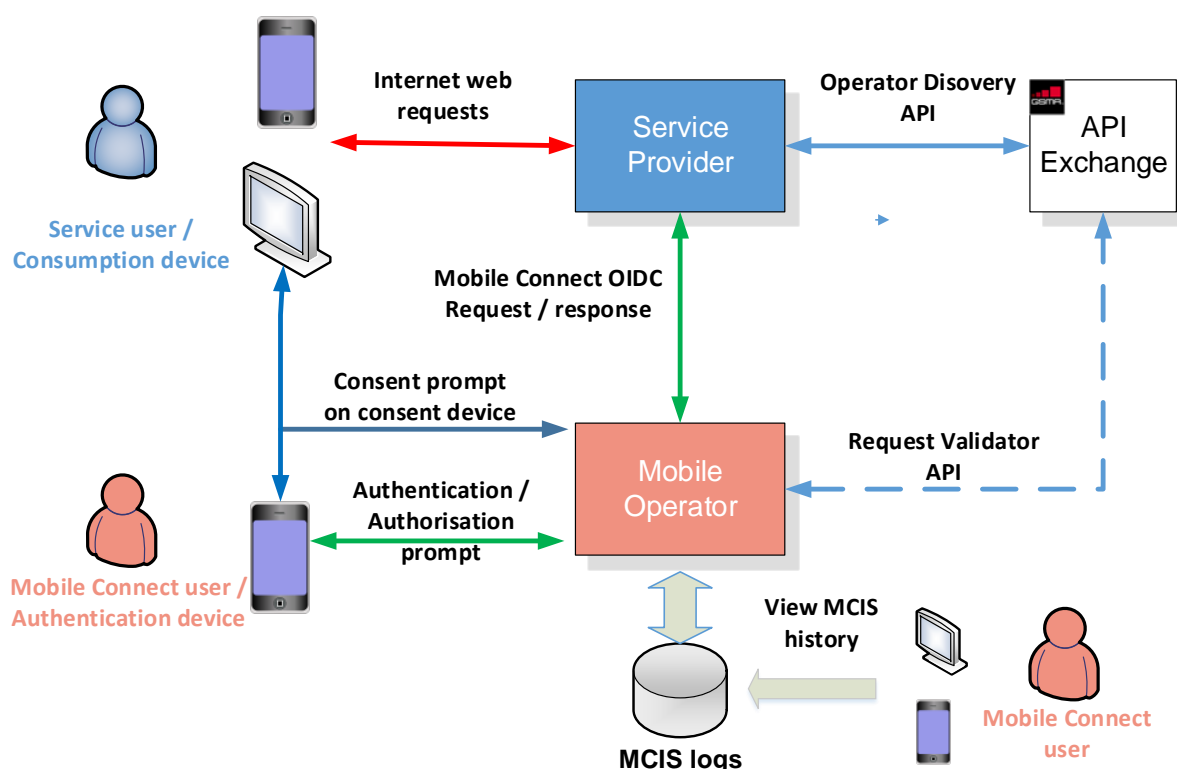 Internet web
requests
Service
Provider
Operator Disovery
API
GSMA
API
Exchange
Service user /
Consumption device
Mobile Connect OIDC
Request / response
Consent prompt
on consent device
Request Validator
API
Mobile
Operator
Authentication /
Authorisation
prompt
Mobile Connect user /
Authentication device
View MCIS
history
MCIS logs
Mobile Connect
user